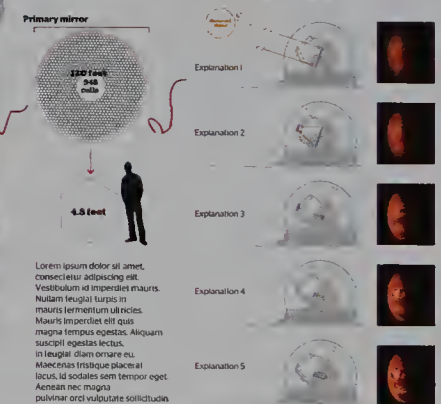 Primary mirror
120 feet
948
cells
4.8 feet
Lorem ipsum dolor sit amet,
consectetur adipiscing elit.
Vestibulum id imperdiet mauris.
Nullam feugiat turpis in
mauris fermentum ultricies.
Mauris imperdiet elit quis
magna tempus egestas. Aliquam
suscipit egestas lectus,
in feugiat diam ornare eu.
Maecenas tristique placerat
lacus, id sodales sem tempor eget.
Aenean nec magna
pulvinar orci vulputate sollicitudin
Explanation 1
Explanation 2
Explanation 3
Explanation 4
Explanation 5